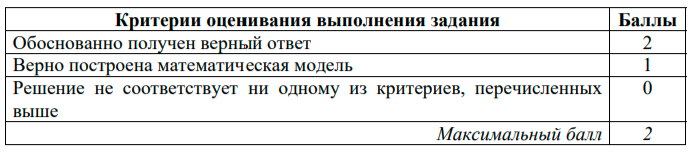 Критерии оценивания выполнения задания Баллы
Обоснованно получен верный ответ 2
Верно построена математическая модель 1
Решение не соответствует ни одному из критериев, перечисленных 0
выше
Максимальный балл 2